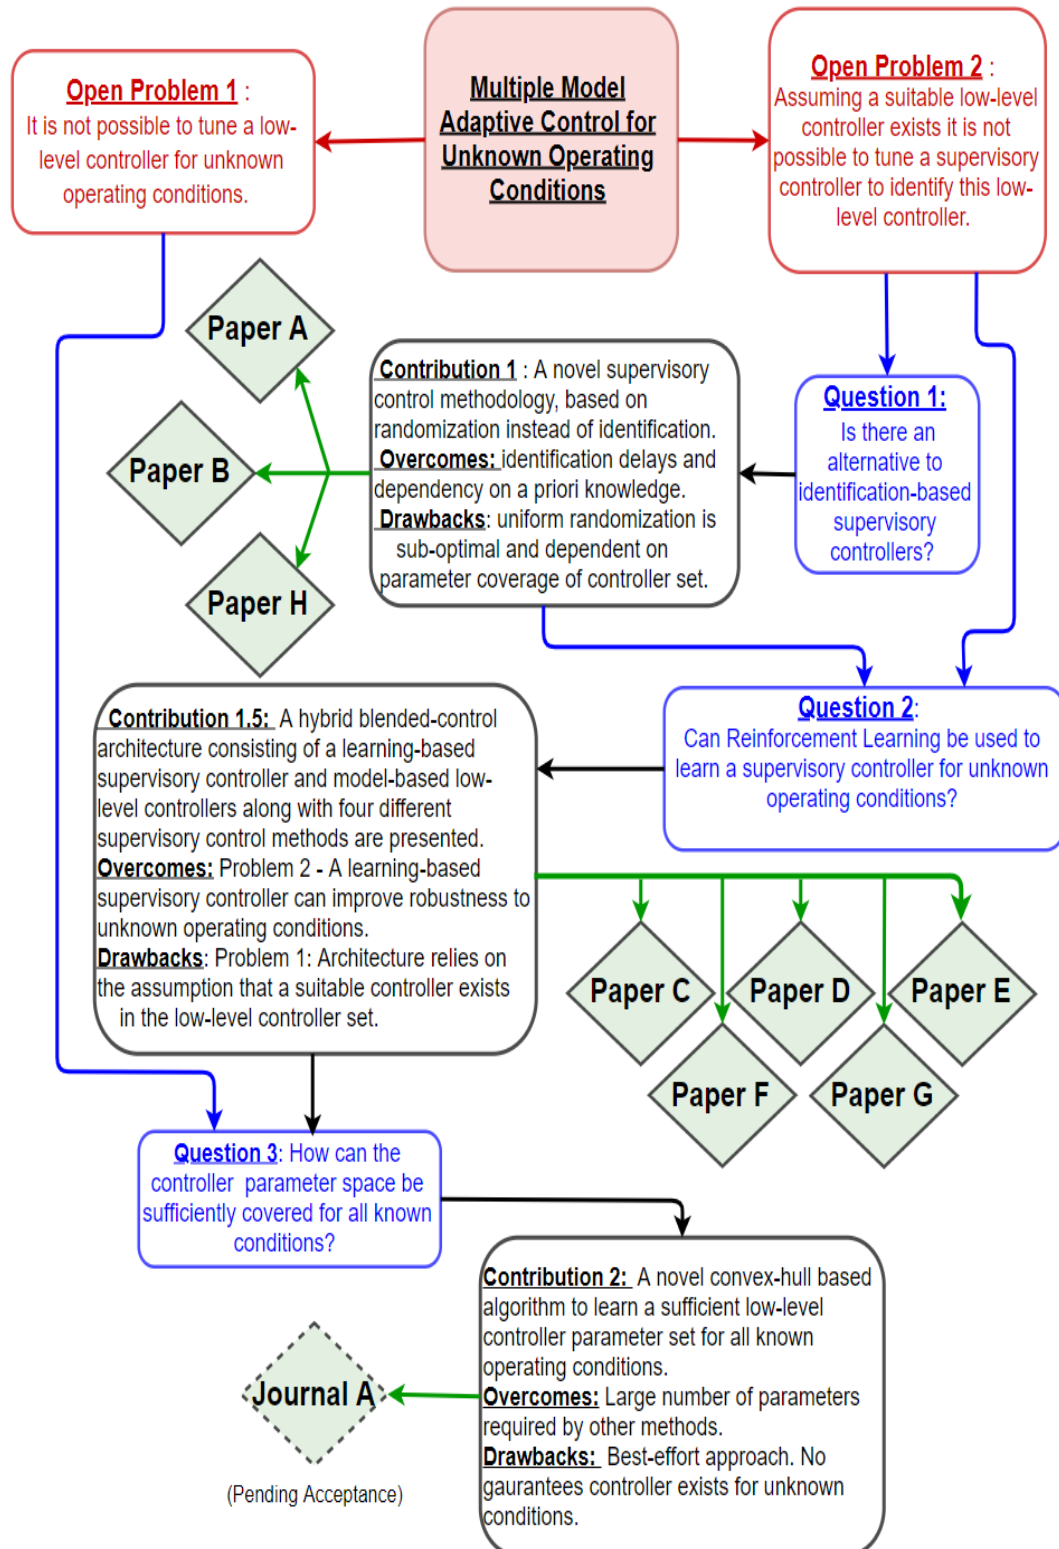 Multiple Model
Adaptive Control for
Unknown Operating
Conditions
Open Problem 1 :
It is not possible to tune a low-
level controller for unknown
operating conditions.
Open Problem 2 :
Assuming a suitable low-level
controller exists it is not
possible to tune a supervisory
controller to identify this low-
level controller.
Paper A
Paper B
Paper H
Contribution 1 : A novel supervisory
control methodology, based on
randomization instead of identification.
Overcomes: identification delays and
dependency on a priori knowledge.
Drawbacks: uniform randomization is
sub-optimal and dependent on
parameter coverage of controller set.
Question 1:
Is there an
alternative to
identification-based
supervisory
controllers?
Question 2:
Can Reinforcement Learning be used to
learn a supervisory controller for unknown
operating conditions?
Contribution 1.5: A hybrid blended-control
architecture consisting of a learning-based
supervisory controller and model-based low-
level controllers along with four different
supervisory control methods are presented.
Overcomes: Problem 2 - A learning-based
supervisory controller can improve robustness to
unknown operating conditions.
Drawbacks: Problem 1: Architecture relies on
the assumption that a suitable controller exists
in the low-level controller set.
Paper C
Paper D
Paper E
Paper F
Paper G
Question 3: How can the
controller parameter space be
sufficiently covered for all known
conditions?
Contribution 2: A novel convex-hull based
algorithm to learn a sufficient low-level
controller parameter set for all known
operating conditions.
Overcomes: Large number of parameters
required by other methods.
Drawbacks: Best-effort approach. No
gaurantees controller exists for unknown
conditions.
Journal A
(Pending Acceptance)